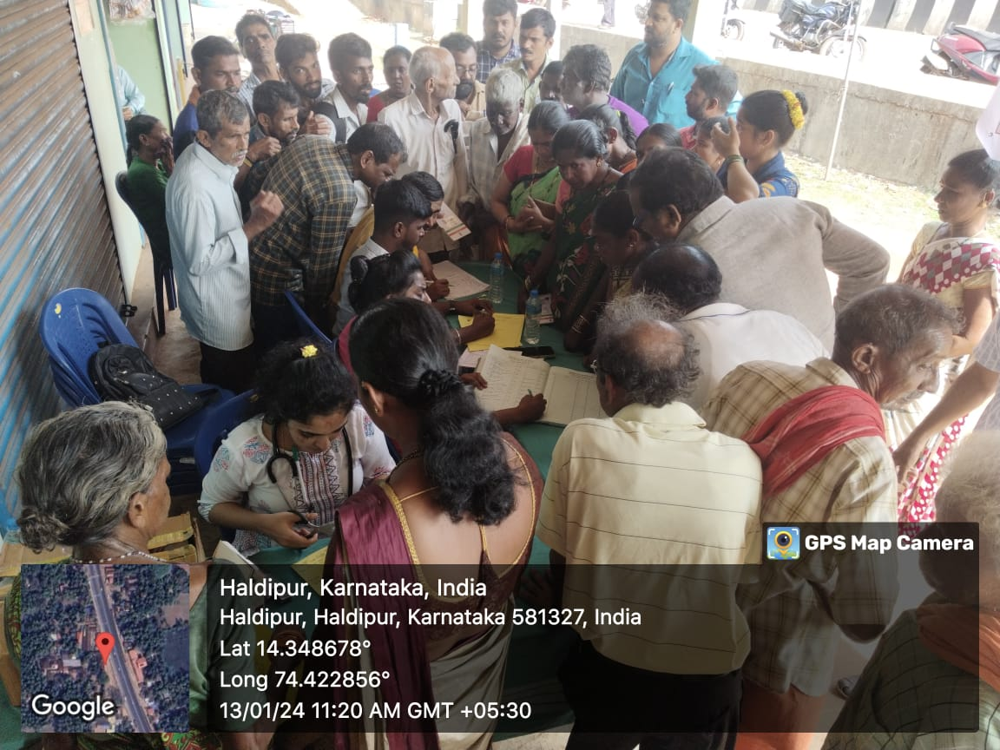 GPS Map Camera
Haldipur, Karnataka, India
Haldipur, Haldipur, Karnataka 581327, India
Lat 14.348678°
Long 74.422856°
13/01/24 11:20 AM GMT +05:30
Google